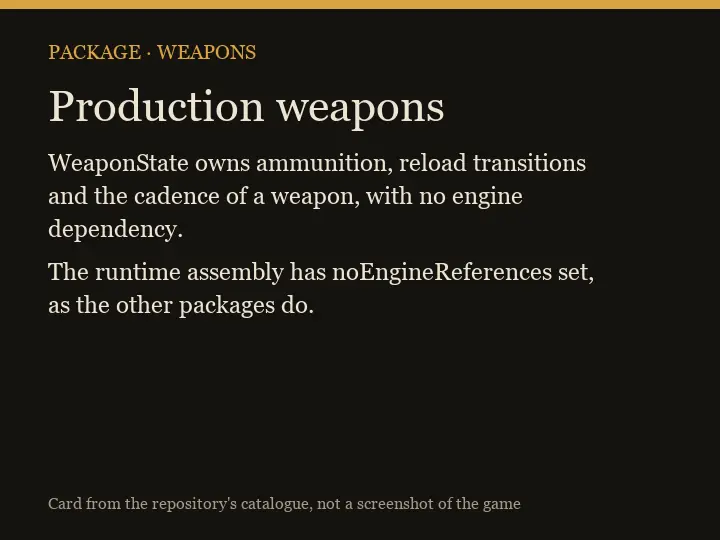 PACKAGE · WEAPONS
Production weapons
WeaponState owns ammunition, reload transitions
and the cadence of a weapon, with no engine
dependency.
The runtime assembly has noEngineReferences set,
as the other packages do.
Card from the repository's catalogue, not a screenshot of the game